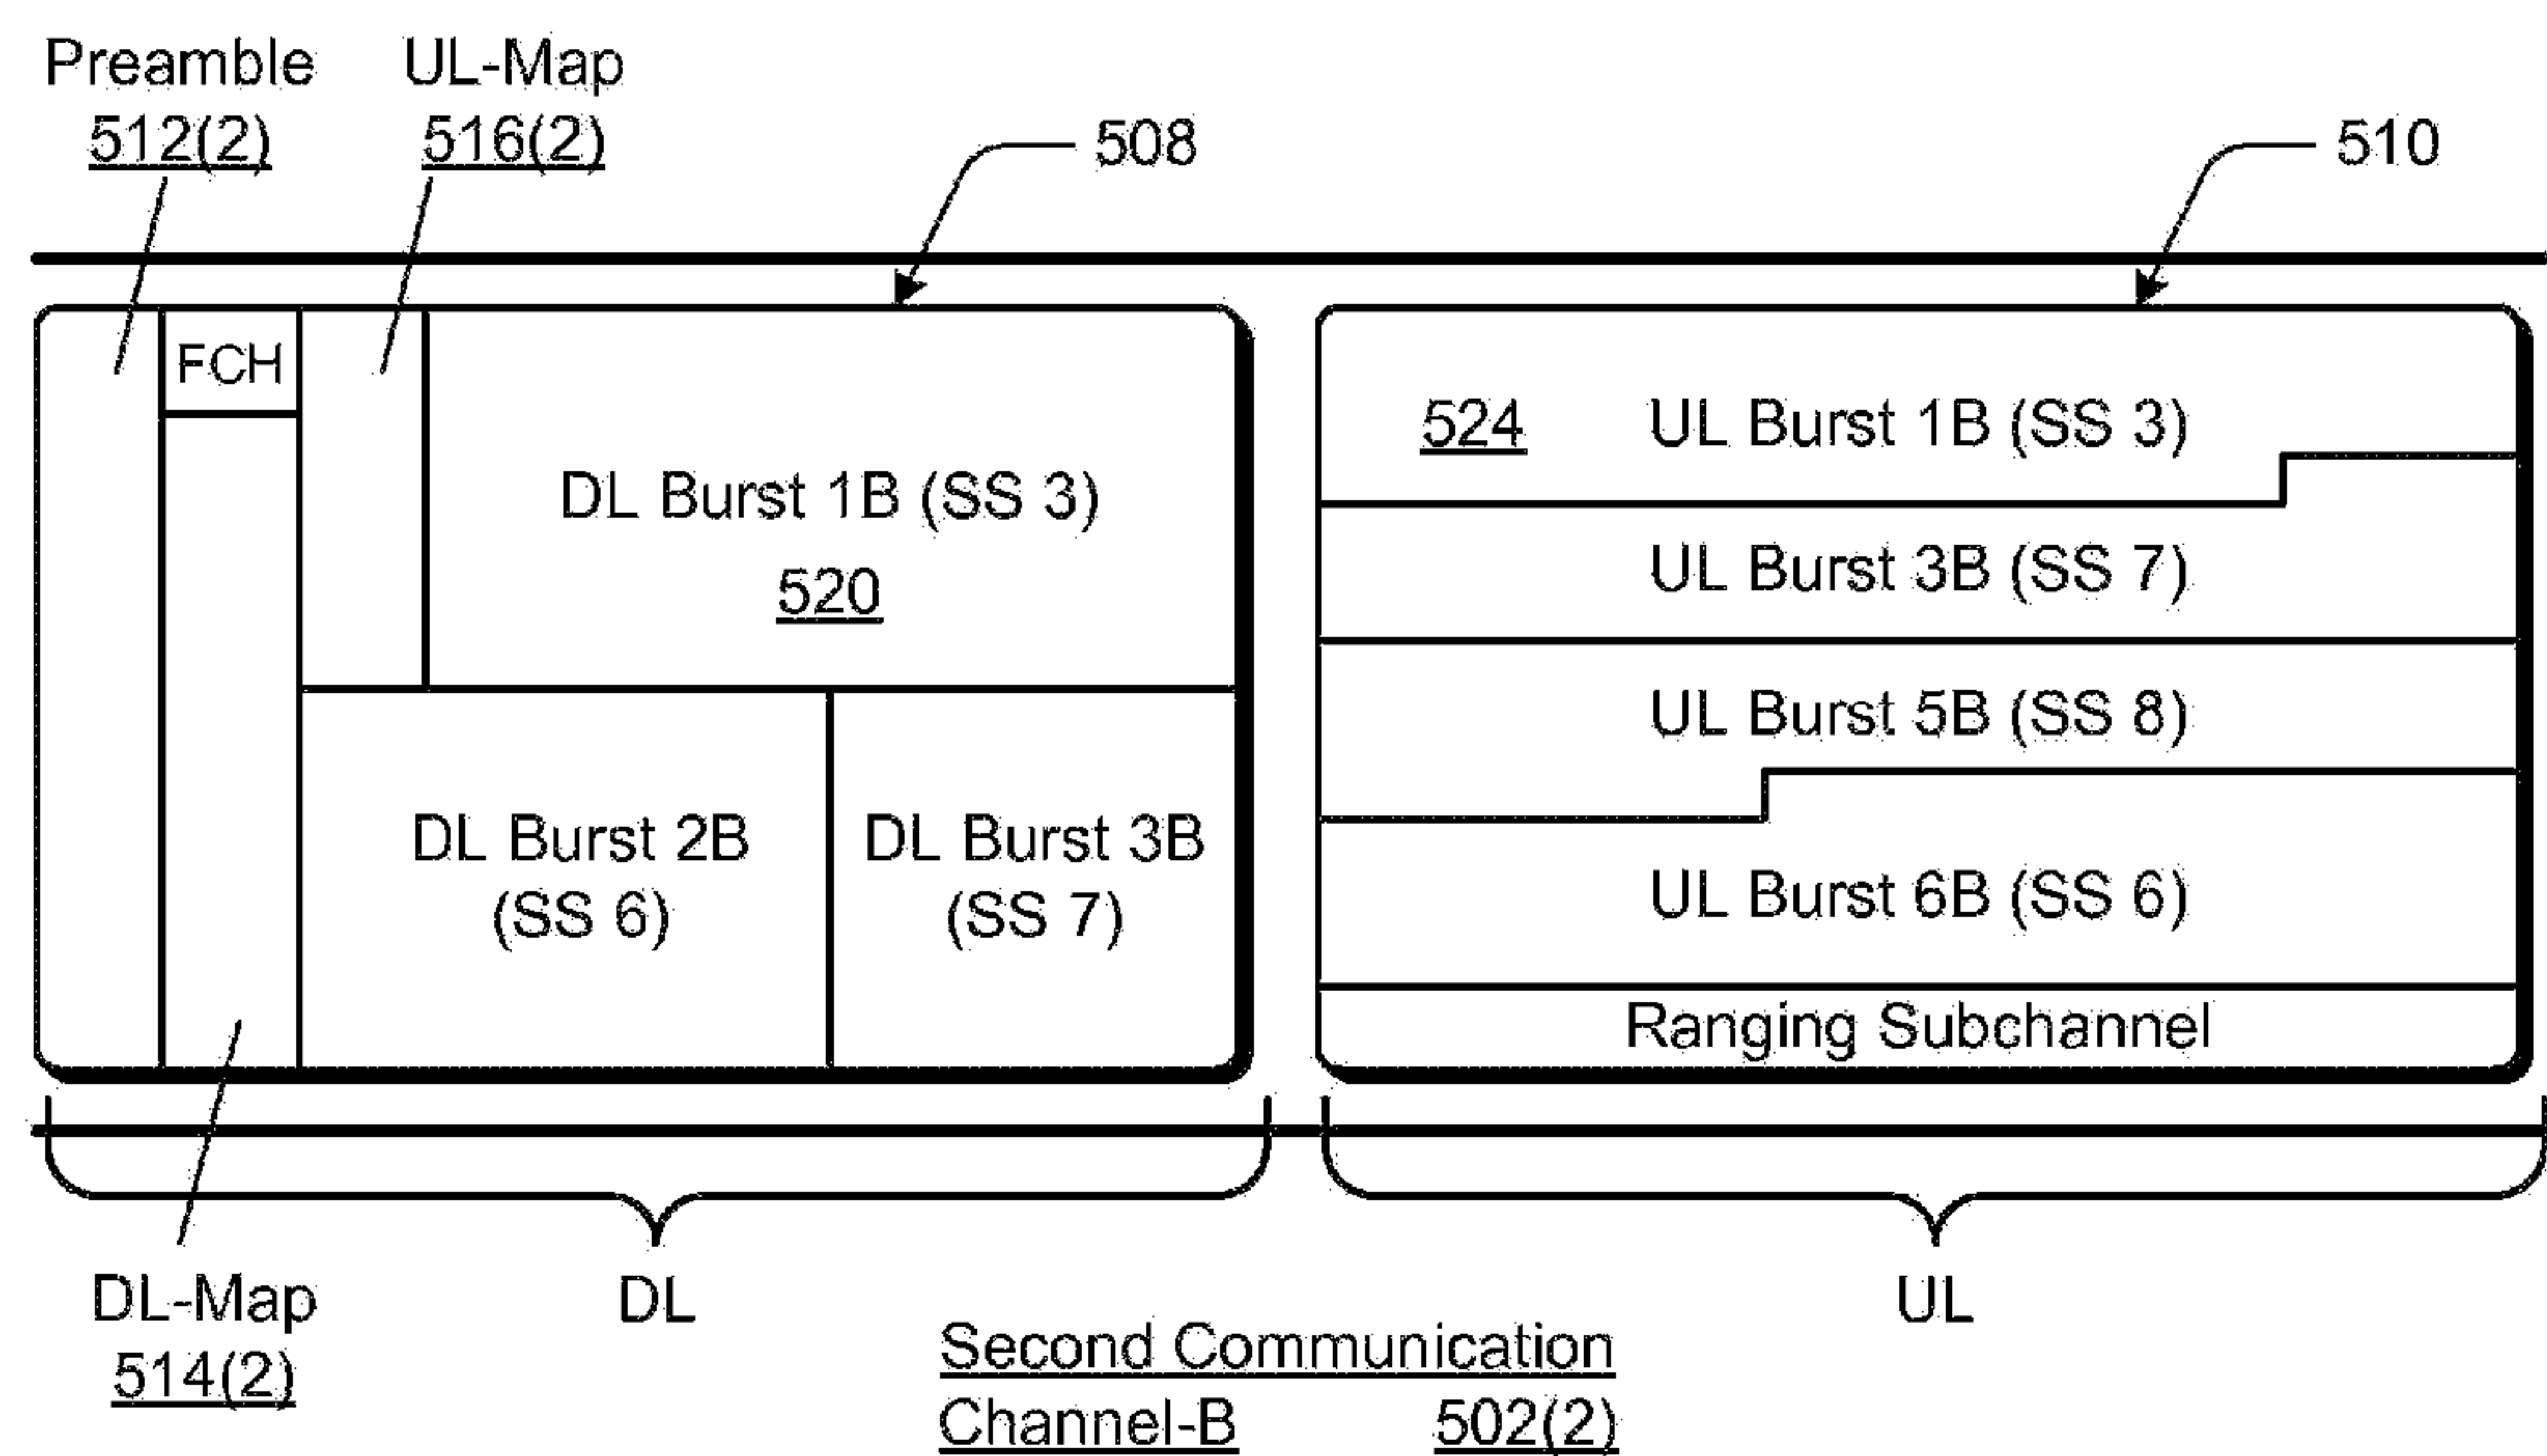 Preamble
512(2)
UL-Map
516(2)
508
510
FCH
DL Burst 1B (SS 3)
520
DL Burst 2B
(SS 6)
DL Burst 3B
(SS 7)
524 UL Burst 1B (SS 3)
UL Burst 3B (SS 7)
UL Burst 5B (SS 8)
UL Burst 6B (SS 6)
Ranging Subchannel
DL-Map
514(2)
DL
UL
Second Communication
Channel-B 502(2)